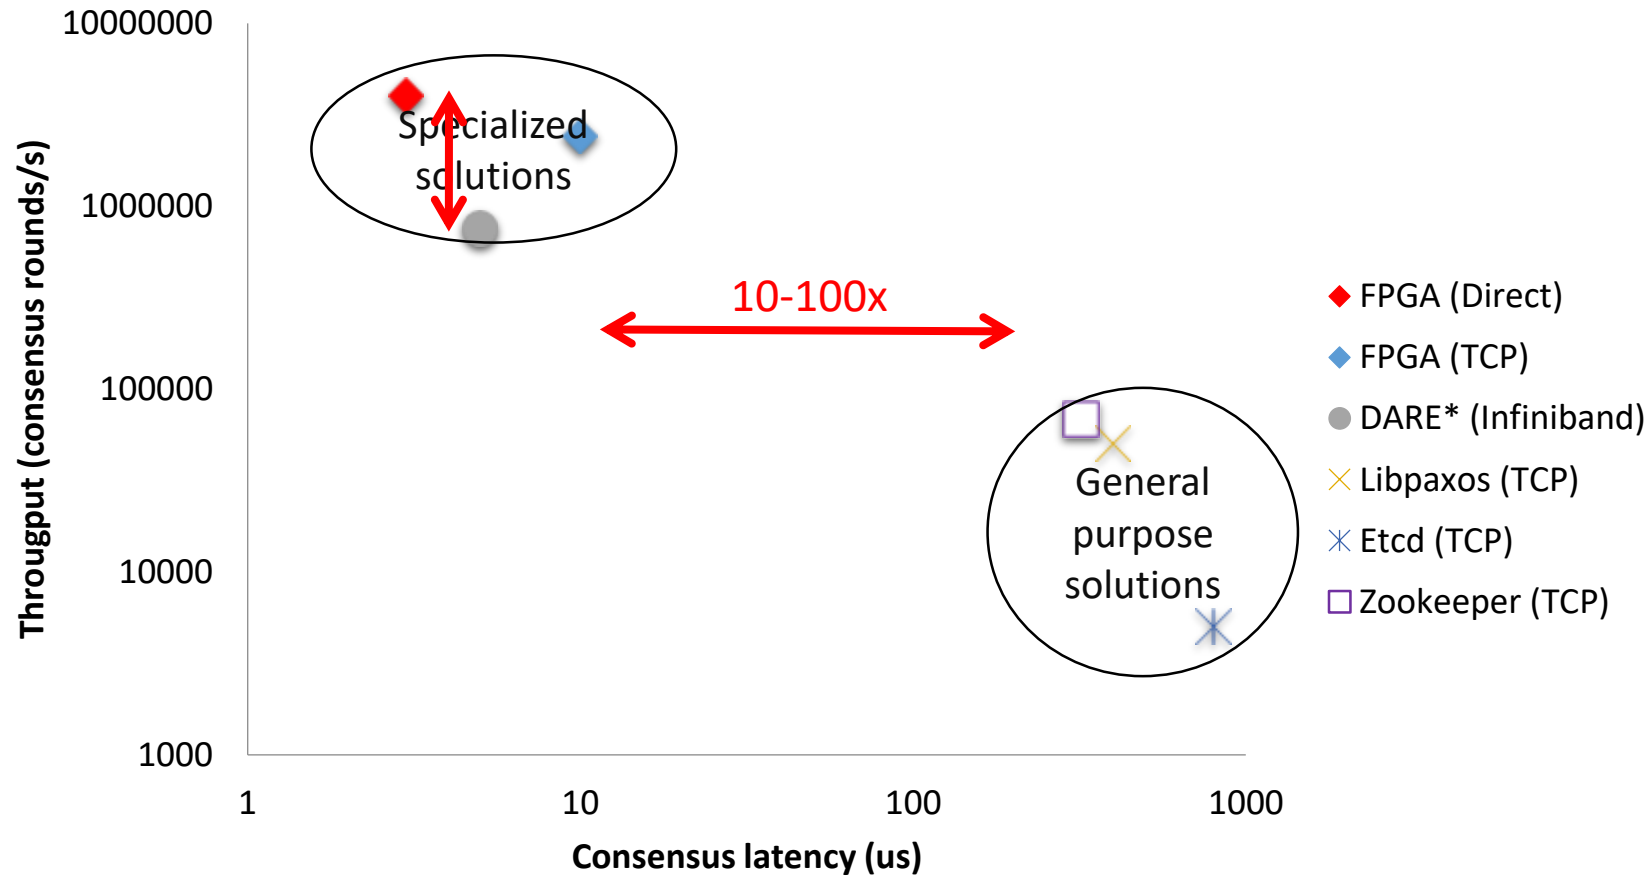 10000000
1000000
100000
10000
1000
Througput (consensus rounds/s)
Specialized
solutions
10-100x
General
purpose
solutions
1
10
100
1000
Consensus latency (us)
FPGA (Direct)
FPGA (TCP)
DARE* (Infiniband)
Libpaxos (TCP)
Etcd (TCP)
Zookeeper (TCP)